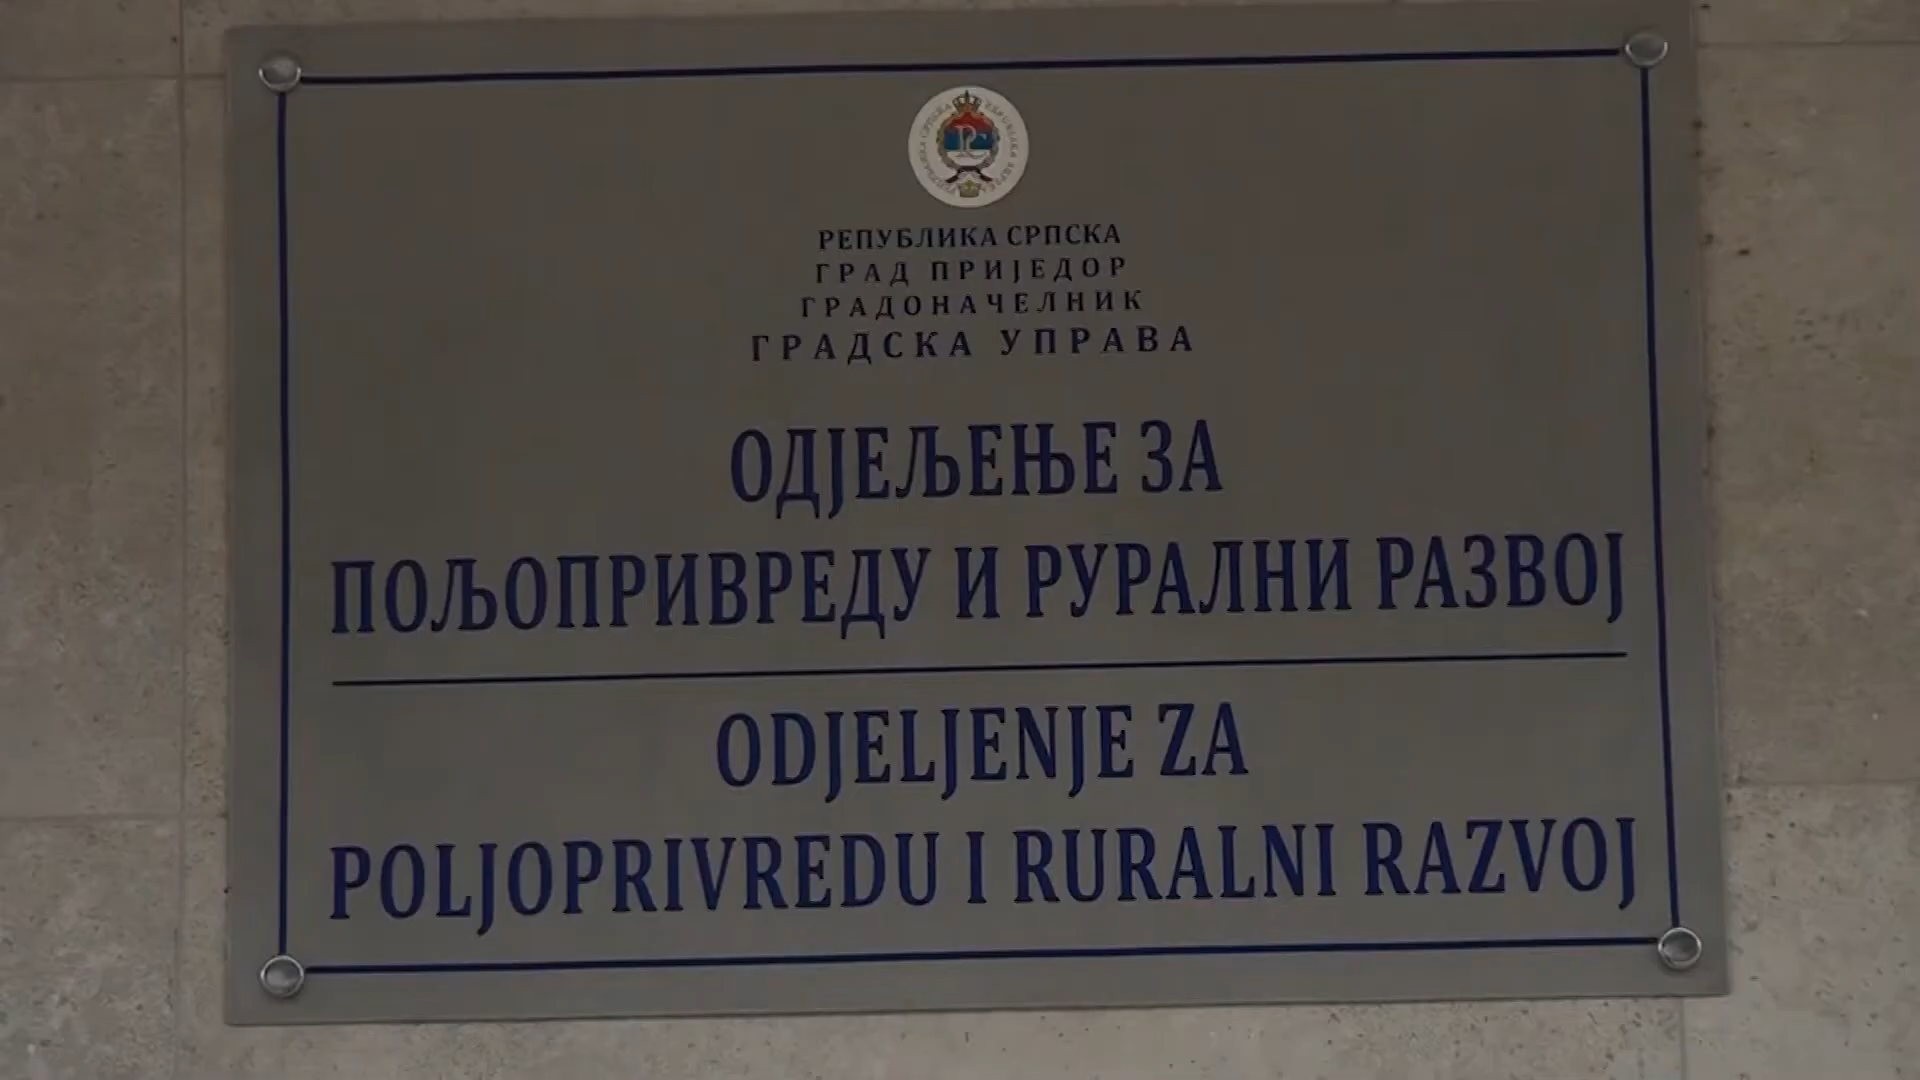 РЕПУБЛИКА СРПСКА
ГРАД ПРИЈЕДОР
ГРАДОНАЧЕЛНИК
ГРАДСКА УПРАВА
ОДЈЕЉЕЊЕ ЗА
ПОЉОПРИВРЕДУ И РУРАЛНИ РАЗВОЈ
ODJELJENJE ZA
POLJOPRIVREDU I RURALNI RAZVOJ